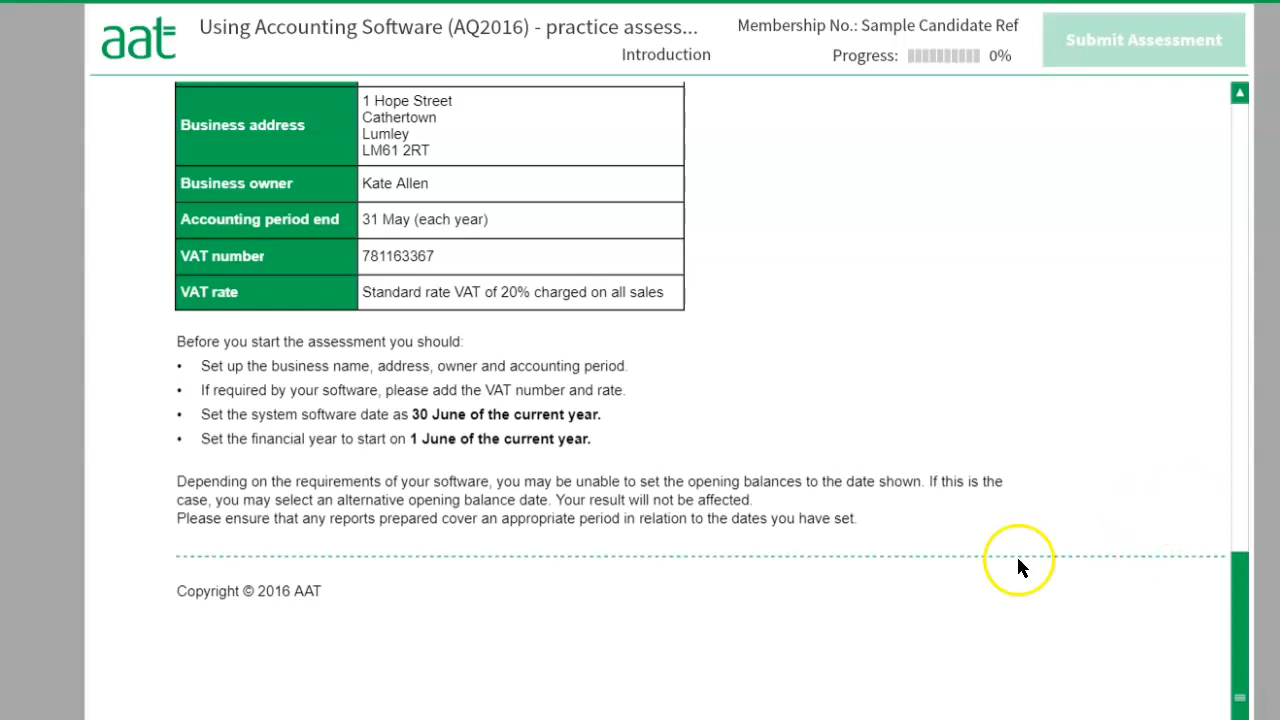 aat
Using Accounting Software (AQ2016) - practice assess...
Introduction
Membership No.: Sample Candidate Ref
Progress: 0%
Submit Assessment
Business address
1 Hope Street
Cathertown
Lumley
LM61 2RT
Business owner
Kate Allen
Accounting period end
31 May (each year)
VAT number
781163367
VAT rate
Standard rate VAT of 20% charged on all sales
Before you start the assessment you should:
• Set up the business name, address, owner and accounting period.
• If required by your software, please add the VAT number and rate.
• Set the system software date as 30 June of the current year.
• Set the financial year to start on 1 June of the current year.
Depending on the requirements of your software, you may be unable to set the opening balances to the date shown. If this is the
case, you may select an alternative opening balance date. Your result will not be affected.
Please ensure that any reports prepared cover an appropriate period in relation to the dates you have set.
Copyright © 2016 AAT